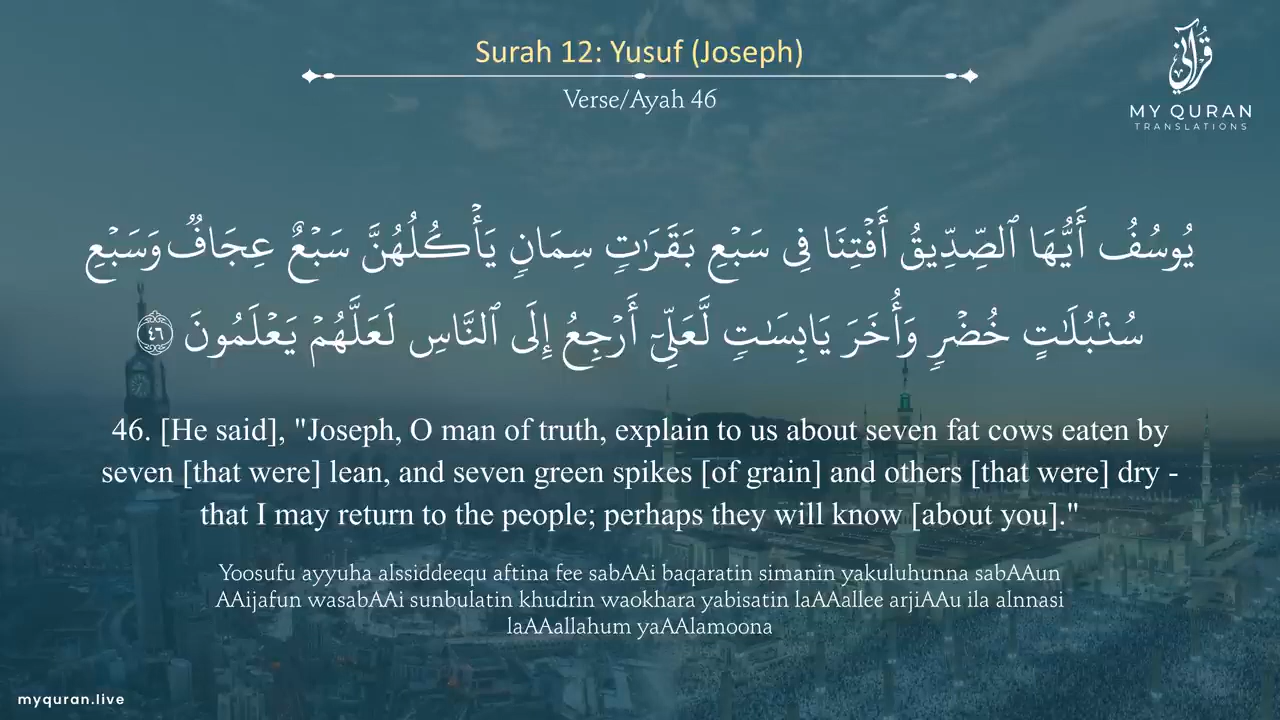 Surah 12: Yusuf (Joseph)
Verse/Ayah 46
قرآني
MY QURAN
TRANSLATIONS
يُوسُفُ أَيُّهَا ٱلصِّدِّيقُ أَفْتِنَا فِى سَبْعِ بَقَرَٰتٍ سِمَانٍ يَأْكُلُهُنَّ سَبْعٌ عِجَافٌ وَسَبْعِ
سُنۢبُلَٰتٍ خُضْرٍ وَأُخَرَ يَابِسَٰتٍ لَّعَلِّىٓ أَرْجِعُ إِلَى ٱلنَّاسِ لَعَلَّهُمْ يَعْلَمُونَ ٤٦
46. [He said], "Joseph, O man of truth, explain to us about seven fat cows eaten by
seven [that were] lean, and seven green spikes [of grain] and others [that were] dry -
that I may return to the people; perhaps they will know [about you]."
Yoosufu ayyuha alssiddeequ aftina fee sabAAi baqaratin simanin yakuluhunna sabAAun
AAijafun wasabAAi sunbulatin khudrin waokhara yabisatin laAAallee arjiAAu ila alnnasi
laAAallahum yaAAlamoona
myquran.live